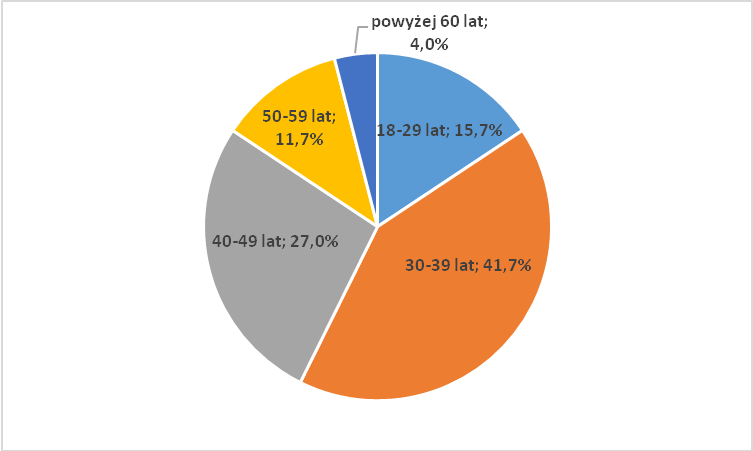 powyżej 60 lat;
4,0%
18-29 lat; 15,7%
30-39 lat; 41,7%
40-49 lat; 27,0%
50-59 lat;
11,7%